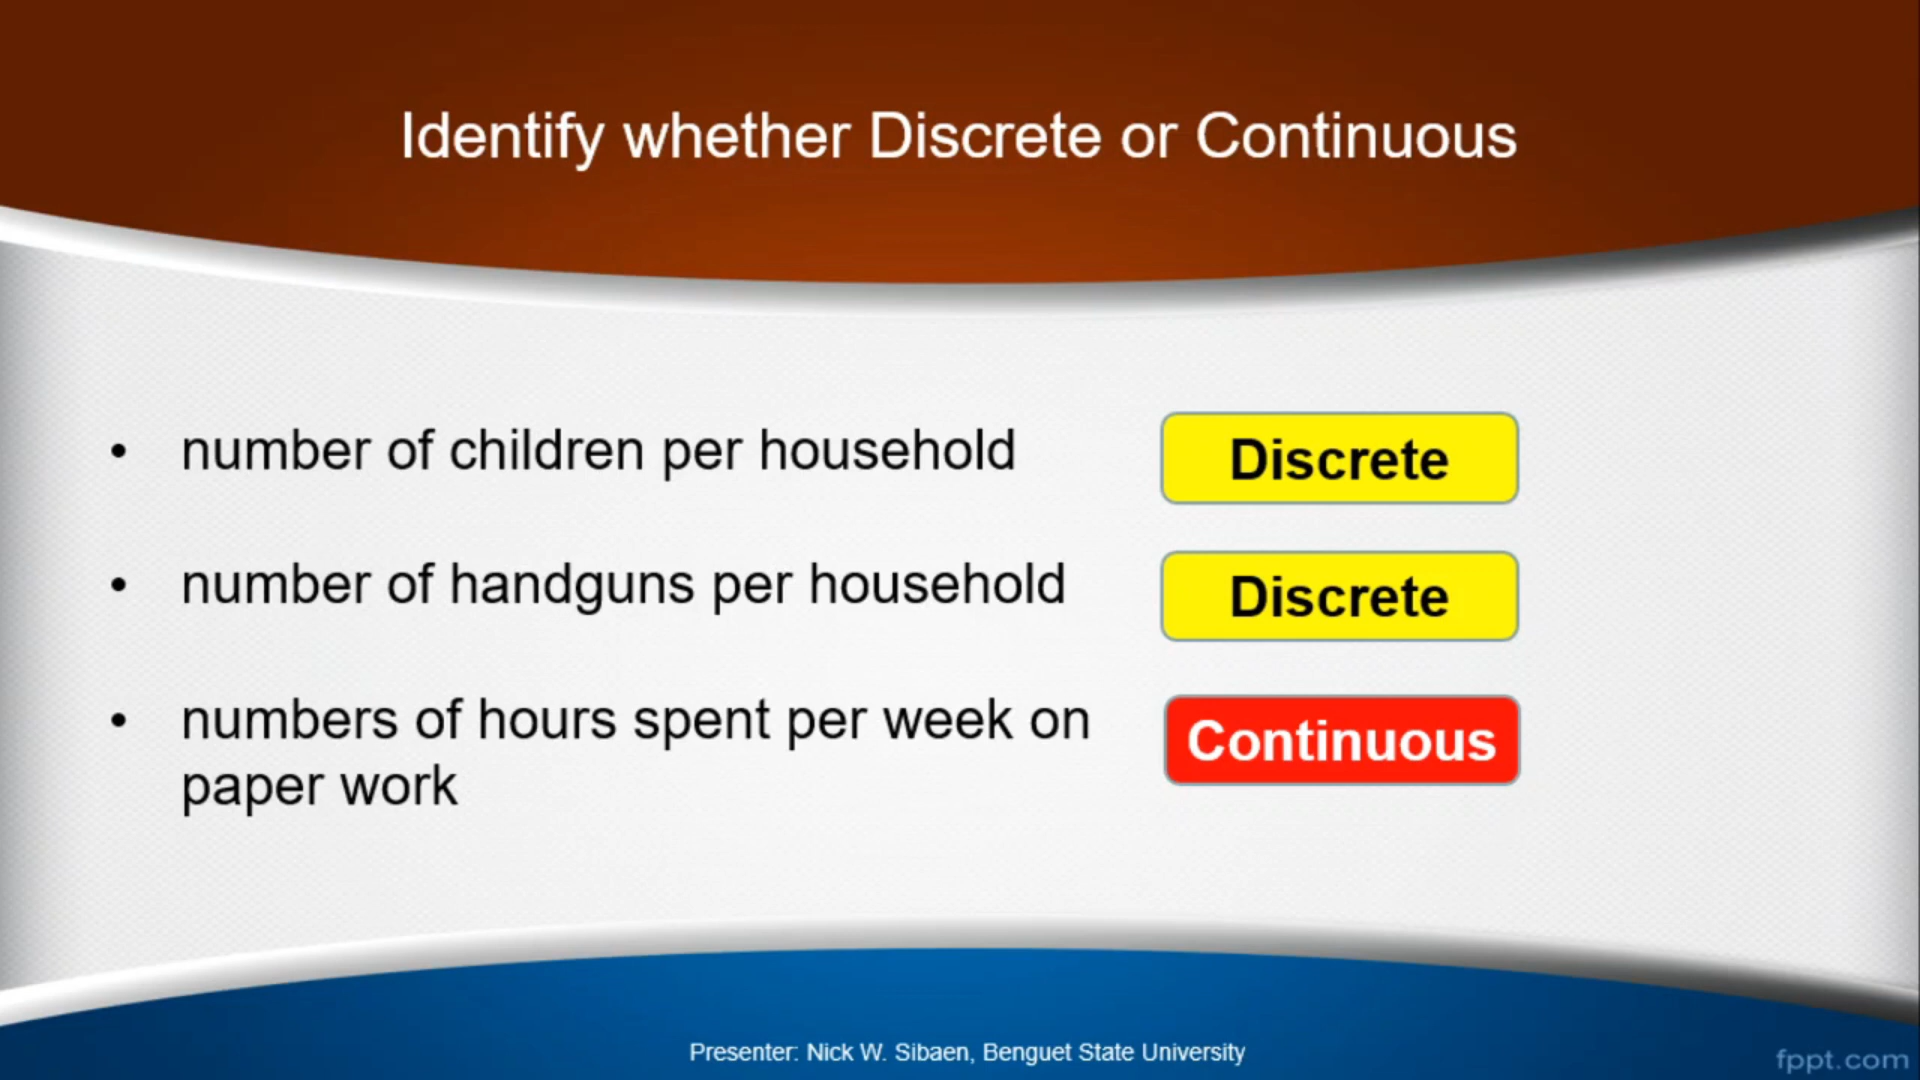 Identify whether Discrete or Continuous
• number of children per household
Discrete
• number of handguns per household
Discrete
• numbers of hours spent per week on
paper work
Continuous
Presenter: Nick W. Sibaen, Benguet State University
fppt.com